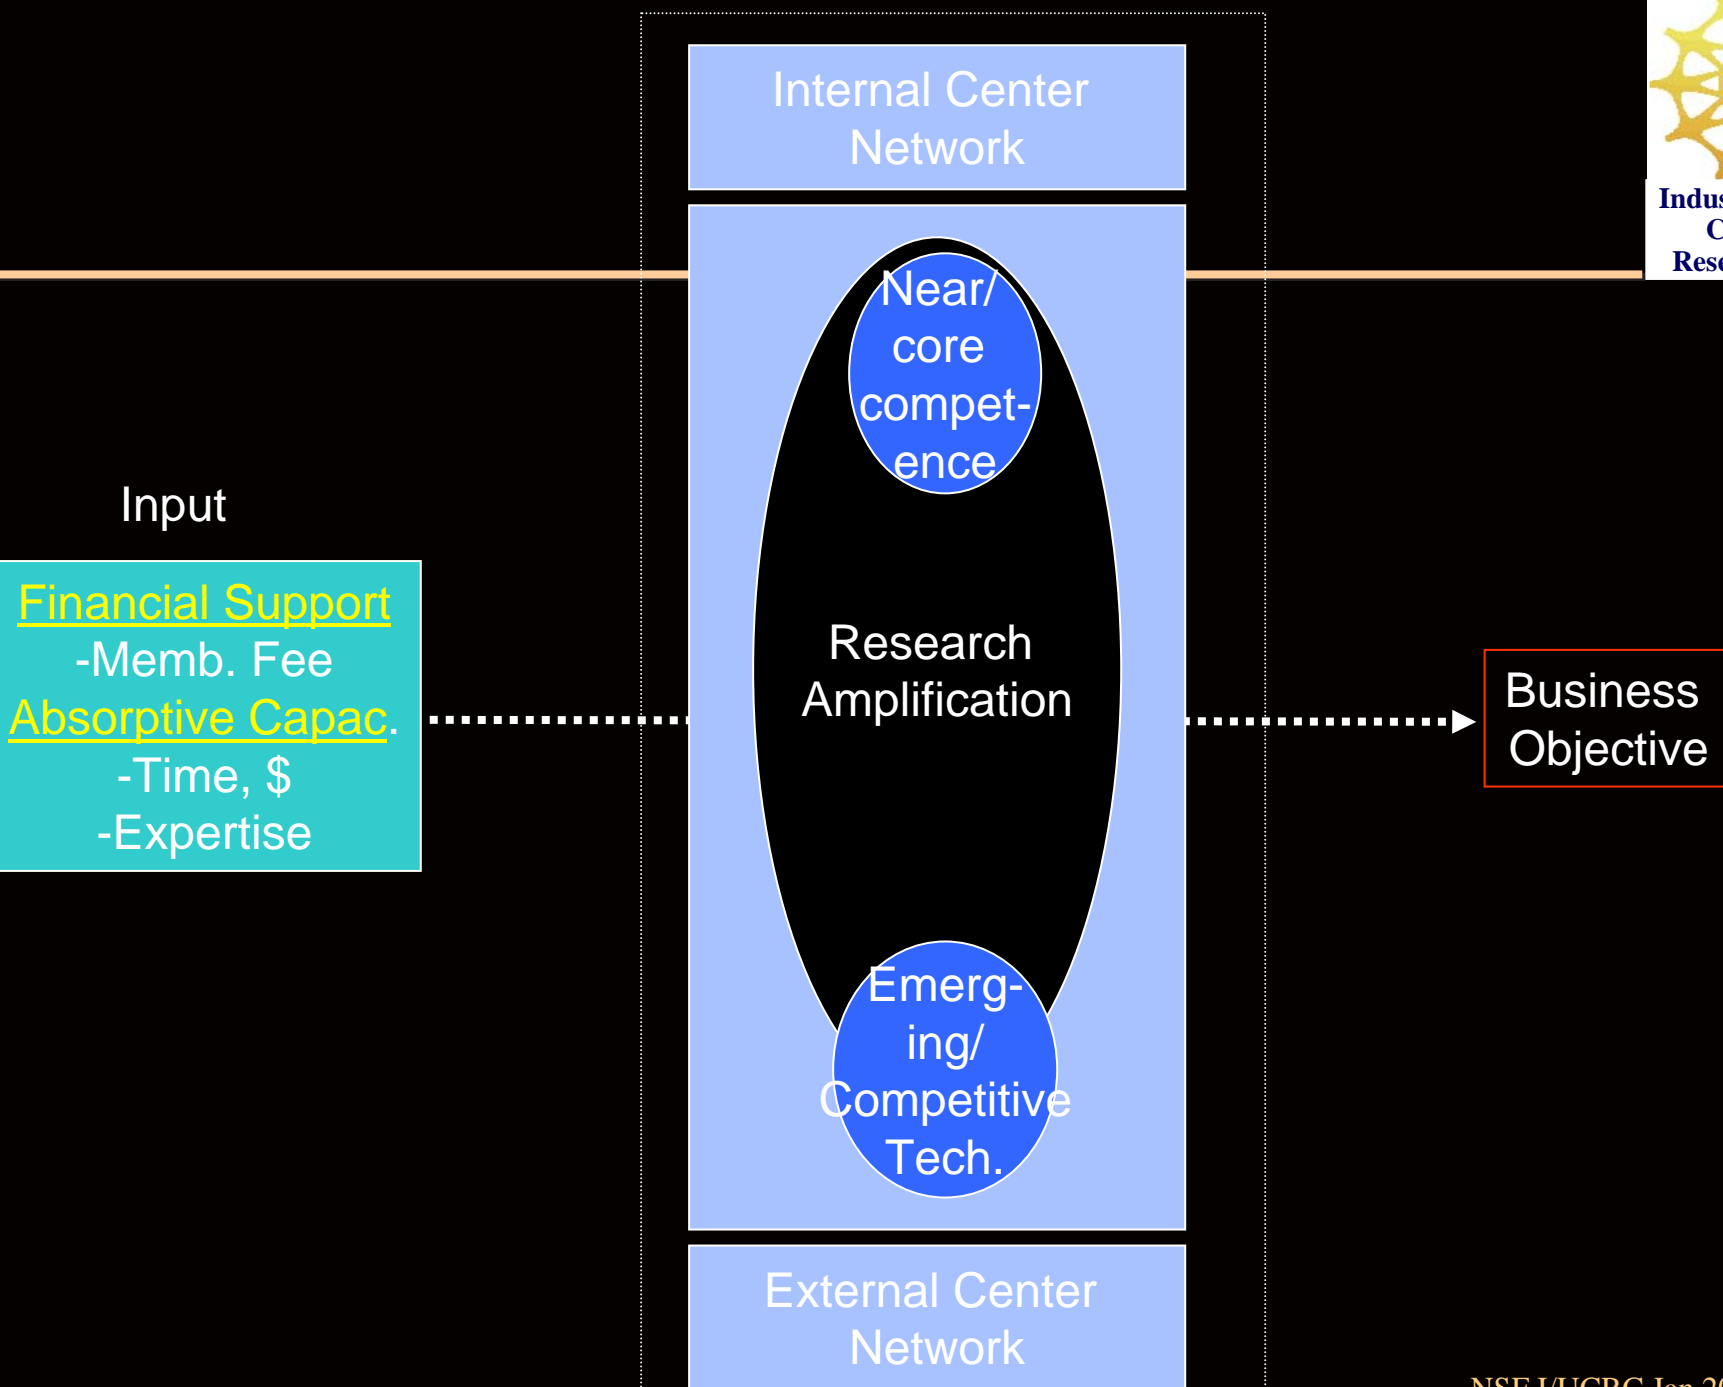 Internal Center
Network
Near/
core
compet-
ence
Input
Financial Support
-Memb. Fee
Absorptive Capac.
-Time, $
-Expertise
Research
Amplification
Business
Objective
Emerg-
ing/
Competitive
Tech.
External Center
Network